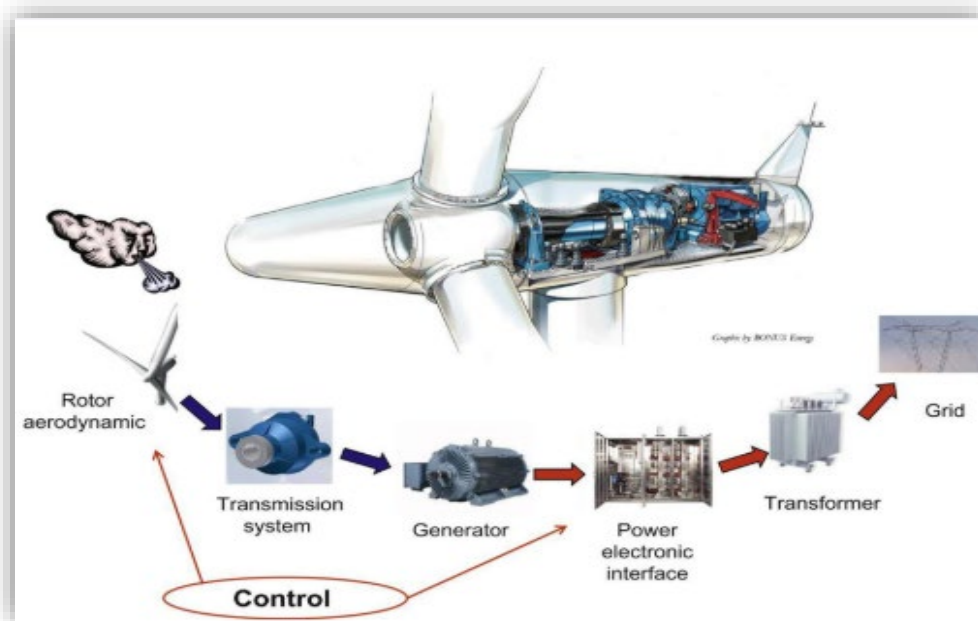 Graphic by BONUS Energy
Rotor
aerodynamic
Grid
Transmission
system
Generator
Power
electronic
interface
Transformer
Control